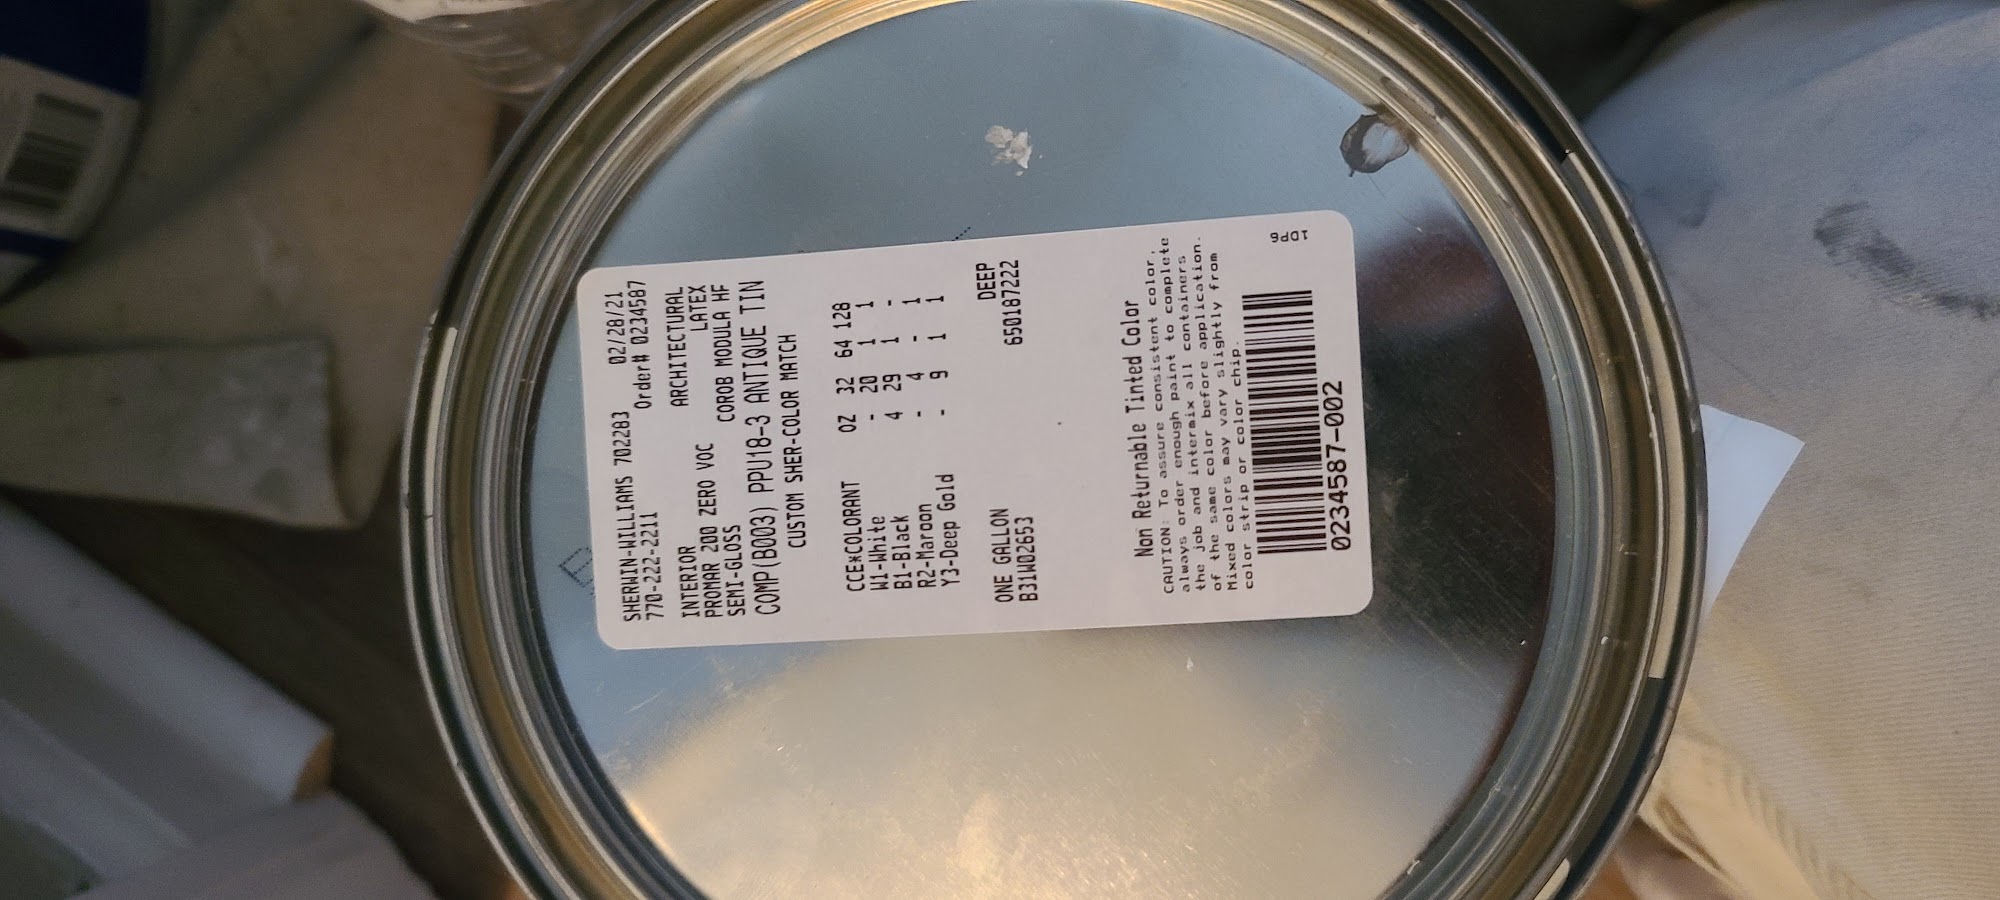 SHERWIN-WILLIAMS 702283 02/28/21
770-222-2211 Order# 0234587
INTERIOR ARCHITECTURAL
PROMAR 200 ZERO VOC LATEX
SEMI-GLOSS COROB MODULA HF
COMP(B003) PPU18-3 ANTIQUE TIN
CUSTOM SHER-COLOR MATCH
CCE*COLORANT OZ 32 64 128
W1-White - 20 1 1
B1-Black 4 29 1 -
R2-Maroon - 4 - 1
Y3-Deep Gold - 9 1 1
ONE GALLON DEEP
B31W02653 650187222
Non Returnable Tinted Color
CAUTION: To assure consistent color,
always order enough paint to complete
the job and intermix all containers
of the same color before application.
Mixed colors may vary slightly from
color strip or color chip.
0234587-002